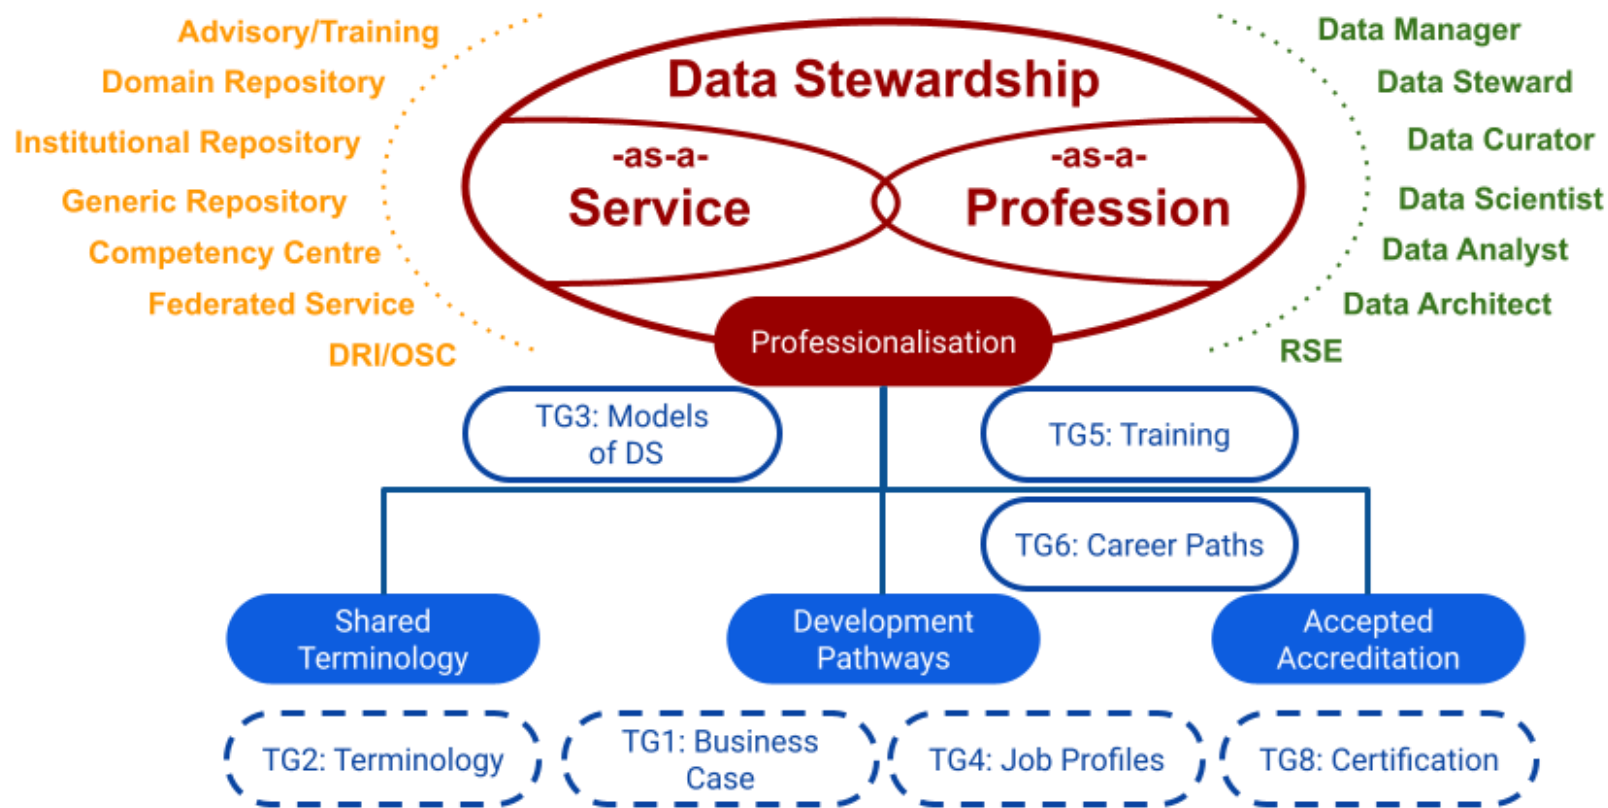 Advisory/Training
Domain Repository
Institutional Repository
Generic Repository
Competency Centre
Federated Service
DRI/OSC
Data Stewardship
-as-a-
Service
-as-a-
Profession
Data Manager
Data Steward
Data Curator
Data Scientist
Data Analyst
Data Architect
RSE
Professionalisation
TG3: Models
of DS
TG5: Training
TG6: Career Paths
Shared
Terminology
Development
Pathways
Accepted
Accreditation
TG2: Terminology
TG1: Business
Case
TG4: Job Profiles
TG8: Certification